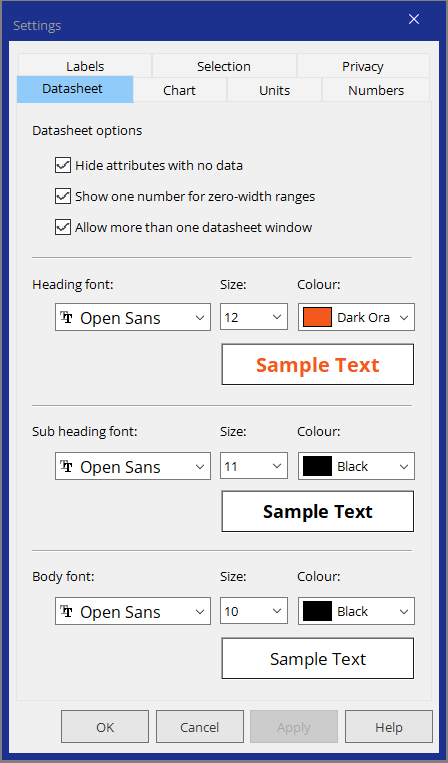 Settings
Labels Selection Privacy
Datasheet Chart Units Numbers
Datasheet options
Hide attributes with no data
Show one number for zero-width ranges
Allow more than one datasheet window
Heading font: Size: Colour:
Open Sans 12 Dark Ora
Sample Text
Sub heading font: Size: Colour:
Open Sans 11 Black
Sample Text
Body font: Size: Colour:
Open Sans 10 Black
Sample Text
OK Cancel Apply Help